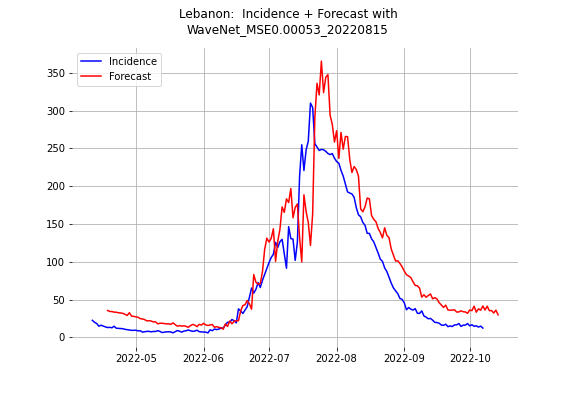 Lebanon:  Incidence + Forecast with
WaveNet_MSE0.00053_20220815
Incidence
Forecast
350
300
250
200
150
100
50
0
2022-05 2022-06 2022-07 2022-08 2022-09 2022-10